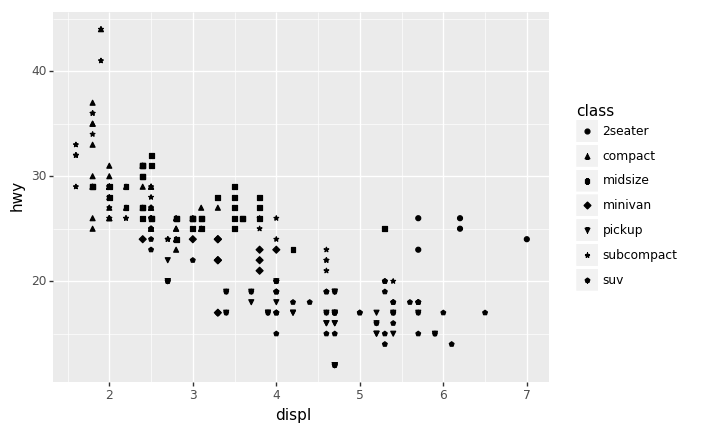 40
30
20
hwy
2
3
4
5
6
7
displ
class
2seater
compact
midsize
minivan
pickup
subcompact
suv